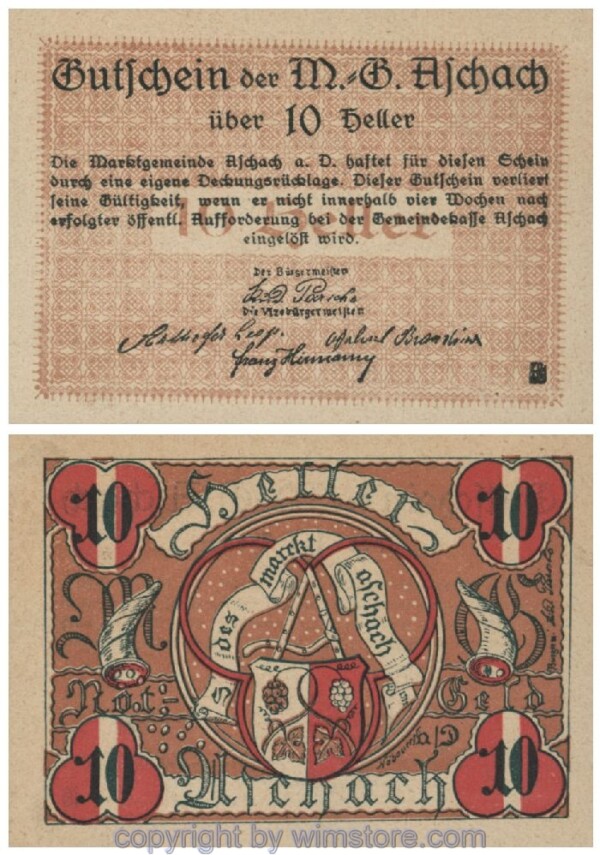 Gutschein der M.-G. Aschach
über 10 Heller
Die Marktgemeinde Aschach a. D. haftet für diesen Schein
durch eine eigene Deckungsrücklage. Dieser Gutschein verliert
seine Gültigkeit, wenn er nicht innerhalb vier Wochen nach
erfolgter öffentl. Aufforderung bei der Gemeindekasse Aschach
eingelöst wird.
10 Heller
Der Bürgermeister
Die Vizebürgermeister
Franz Hiermann
10 Heller 10
des marckt aschach
M G
Not- Geld
a/D
10 Aschach 10
copyright by wimstore.com